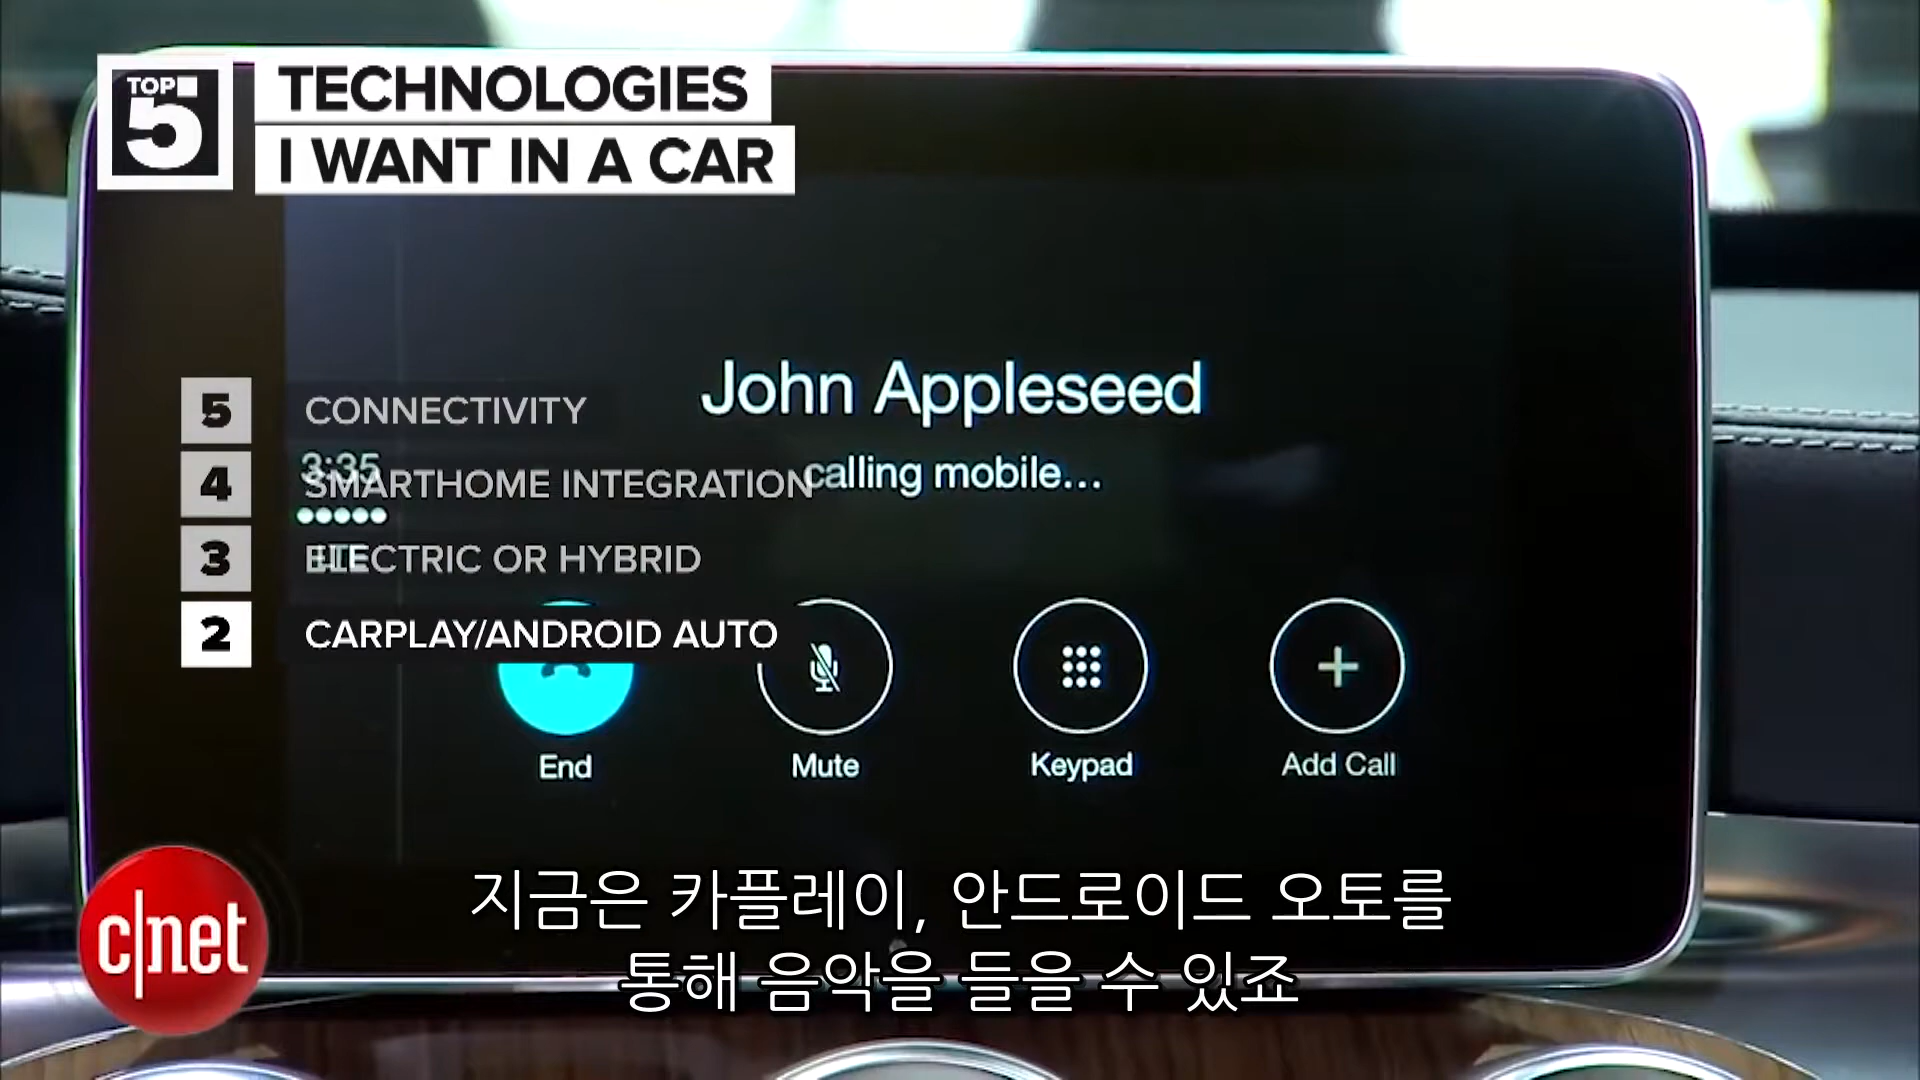 TOP
5
TECHNOLOGIES
I WANT IN A CAR
John Appleseed
calling mobile...
5 CONNECTIVITY
3:35
4 SMARTHOME INTEGRATION
LTE
3 ELECTRIC OR HYBRID
2 CARPLAY/ANDROID AUTO
End
Mute
Keypad
Add Call
c|net
지금은 카플레이, 안드로이드 오토를
통해 음악을 들을 수 있죠